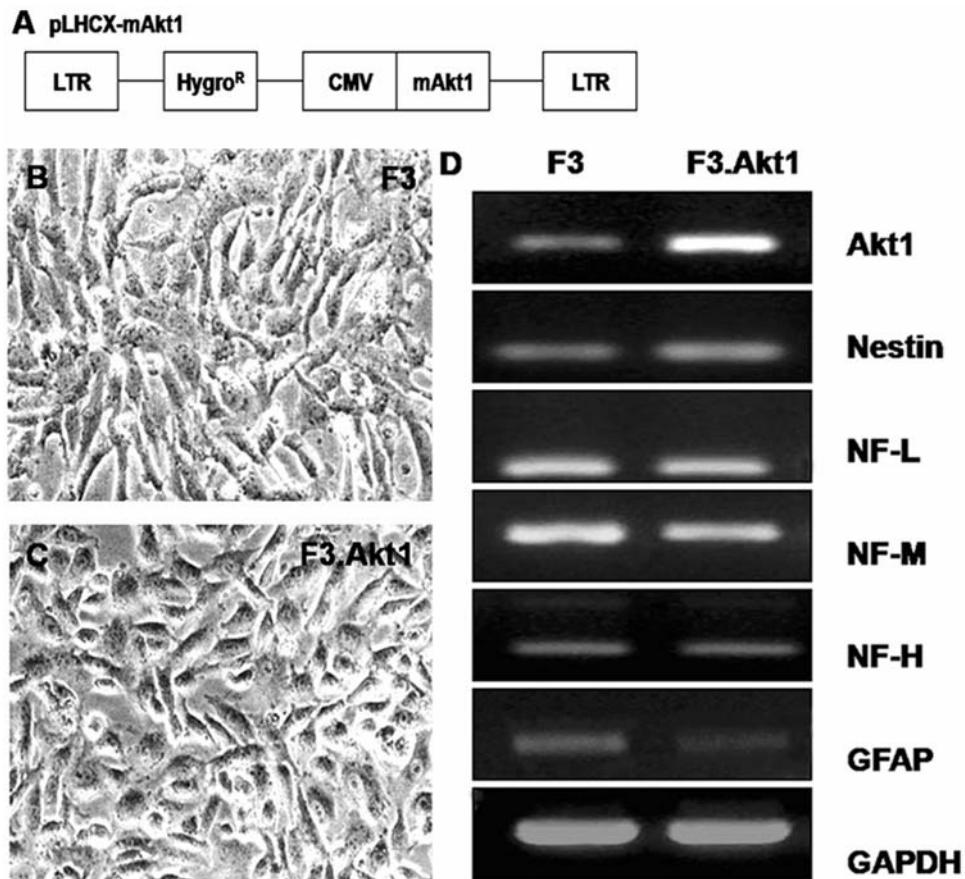 A pLHCX-mAkt1
LTR HygroR CMV mAkt1 LTR
B F3
C F3.Akt1
D F3 F3.Akt1
Akt1
Nestin
NF-L
NF-M
NF-H
GFAP
GAPDH